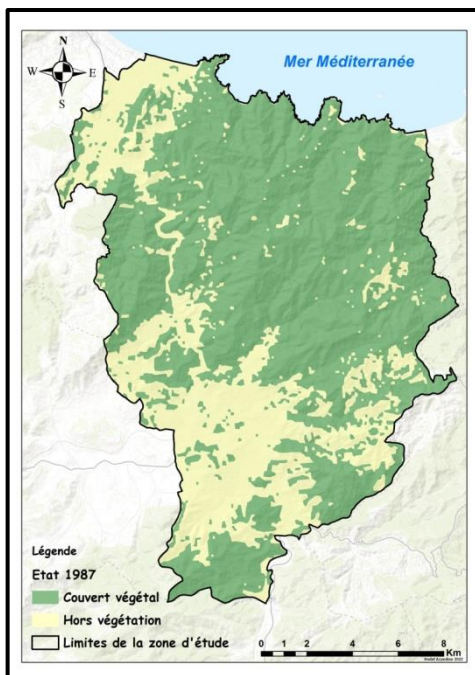 N
W E
S
Mer Méditerranée
Légende
Etat 1987
Couvert végétal
Hors végétation
Limites de la zone d'étude
0 2 4 6 8
Km